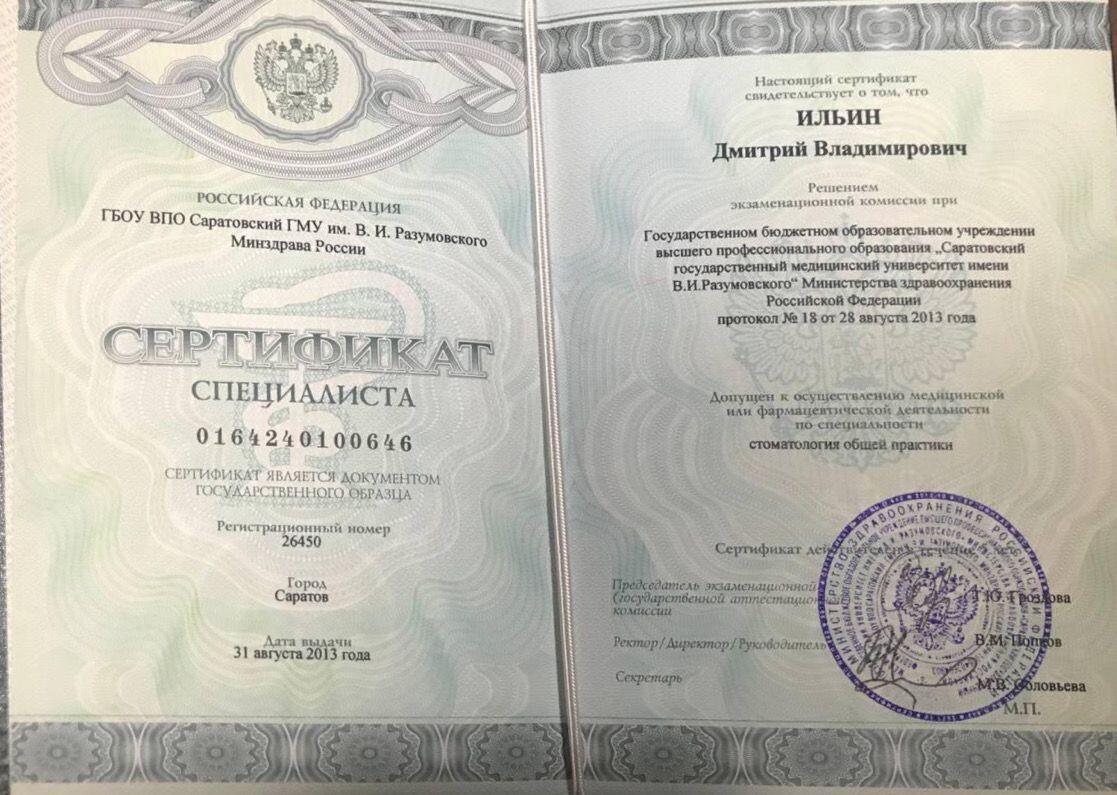 РОССИЙСКАЯ ФЕДЕРАЦИЯ
ГБОУ ВПО Саратовский ГМУ им. В. И. Разумовского
Минздрава России
СЕРТИФИКАТ
СПЕЦИАЛИСТА
0164240100646
СЕРТИФИКАТ ЯВЛЯЕТСЯ ДОКУМЕНТОМ
ГОСУДАРСТВЕННОГО ОБРАЗЦА
Регистрационный номер
26450
Город
Саратов
Дата выдачи
31 августа 2013 года
Настоящий сертификат
свидетельствует о том, что
ИЛЬИН
Дмитрий Владимирович
Решением
экзаменационной комиссии при
Государственном бюджетном образовательном учреждении
высшего профессионального образования „Саратовский
государственный медицинский университет имени
В.И.Разумовского“ Министерства здравоохранения
Российской Федерации
протокол № 18 от 28 августа 2013 года
Допущен к осуществлению медицинской
или фармацевтической деятельности
по специальности
стоматология общей практики
Сертификат
Председатель экзаменационной
(государственной
комиссии
Ректор/Директор/Руководитель
В.М. Попков
Секретарь
М.В. Соловьева
М.П.
МИНИСТЕРСТВО ЗДРАВООХРАНЕНИЯ